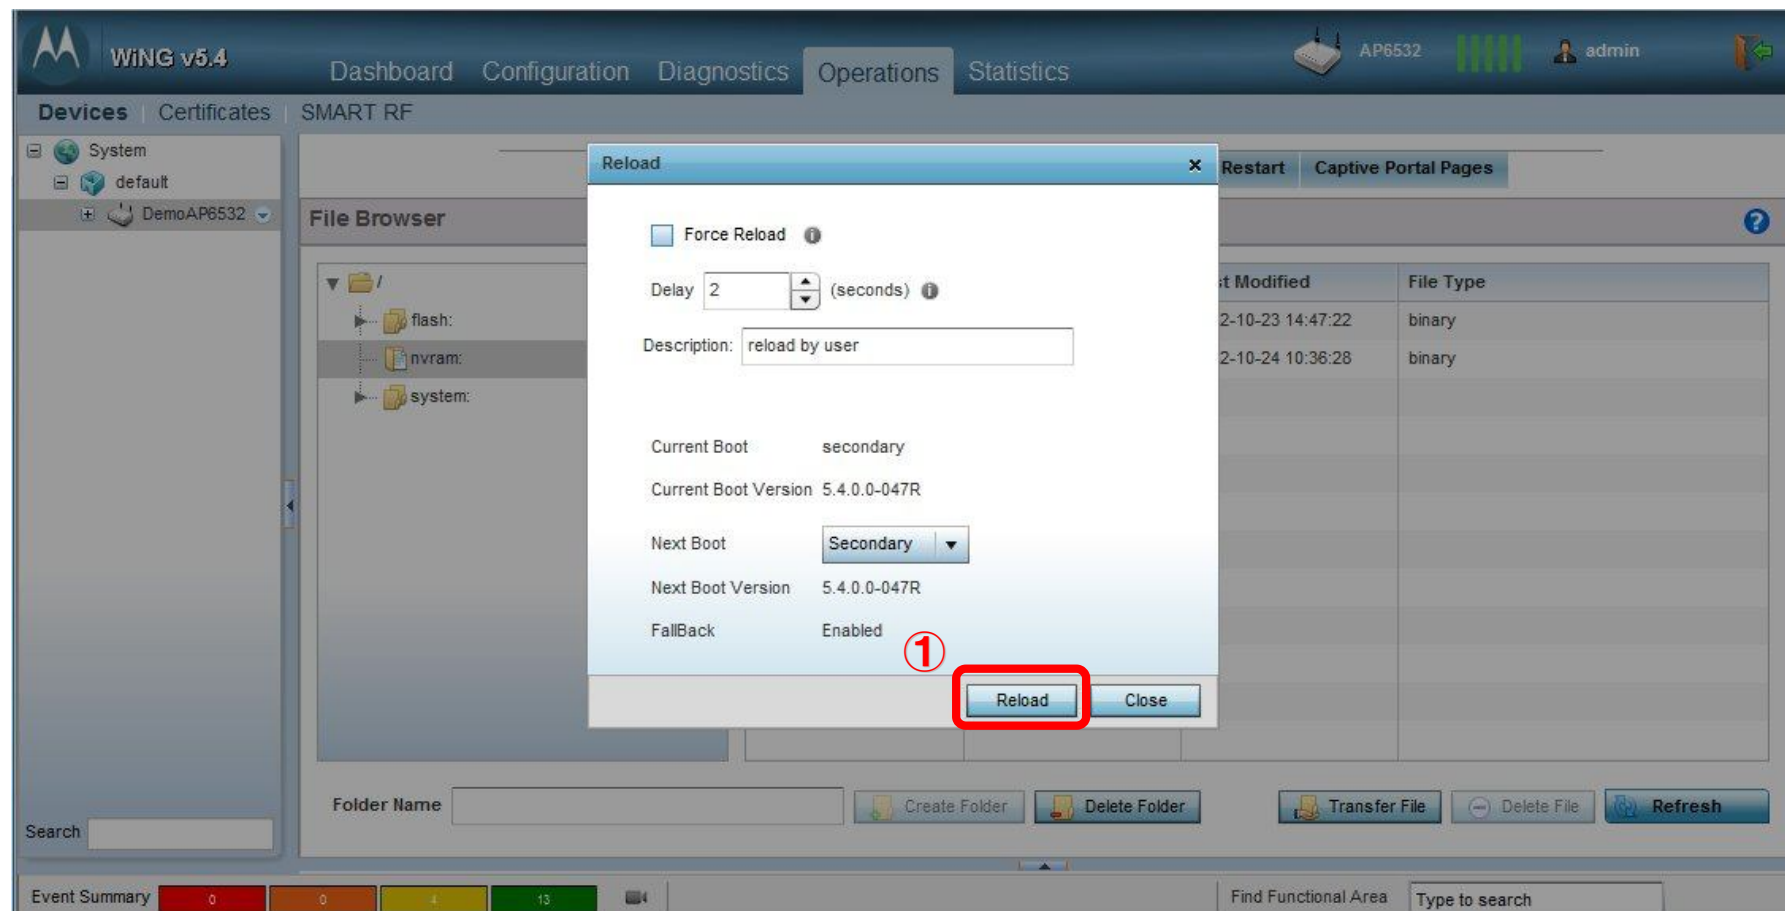 WiNG v5.4
Dashboard Configuration Diagnostics Operations Statistics
AP6532
admin
Devices Certificates SMART RF
System
default
DemoAP6532
Reload
Restart Captive Portal Pages
File Browser
/
flash:
nvram:
system:
Force Reload
Delay 2 (seconds)
Description: reload by user
Current Boot secondary
Current Boot Version 5.4.0.0-047R
Next Boot Secondary
Next Boot Version 5.4.0.0-047R
FallBack Enabled
①
Reload Close
st Modified File Type
2-10-23 14:47:22 binary
2-10-24 10:36:28 binary
Folder Name Create Folder Delete Folder Transfer File Delete File Refresh
Search
Event Summary 0 0 4 13 Find Functional Area Type to search